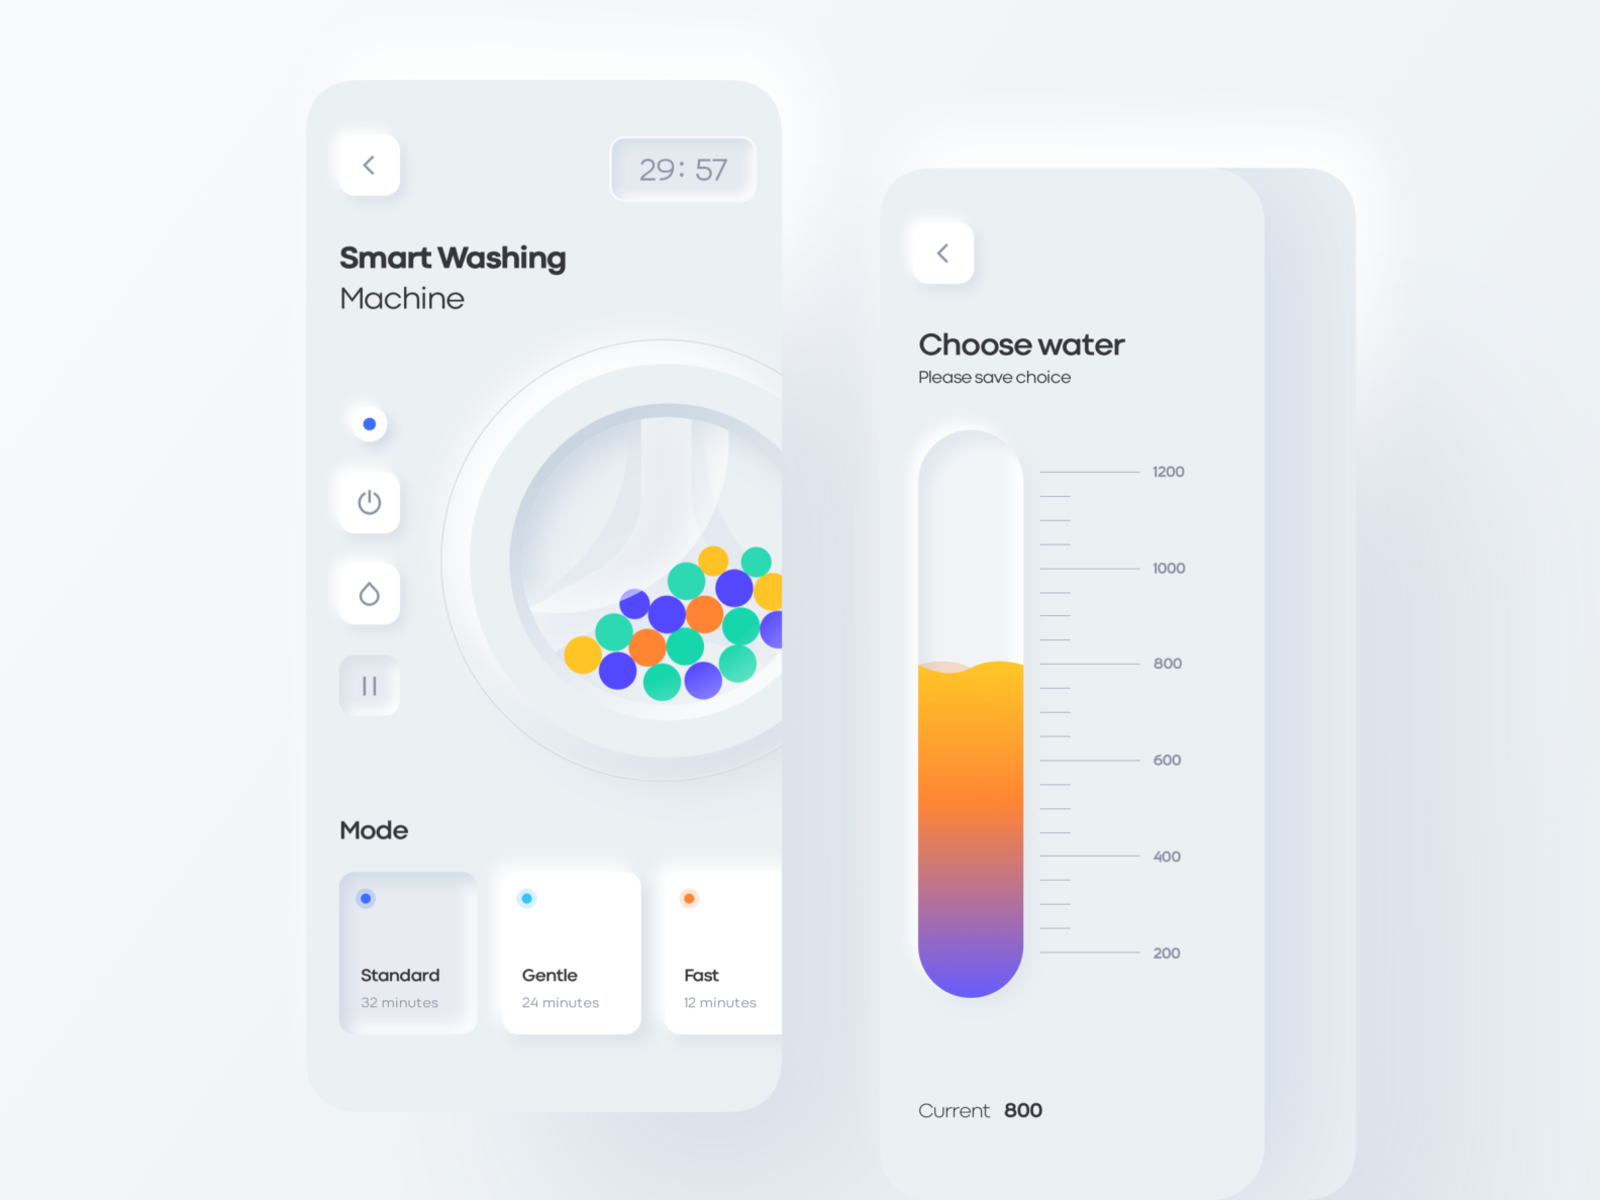 29: 57
Smart Washing
Machine
Mode
Standard
32 minutes
Gentle
24 minutes
Fast
12 minutes
Choose water
Please save choice
1200
1000
800
600
400
200
Current 800